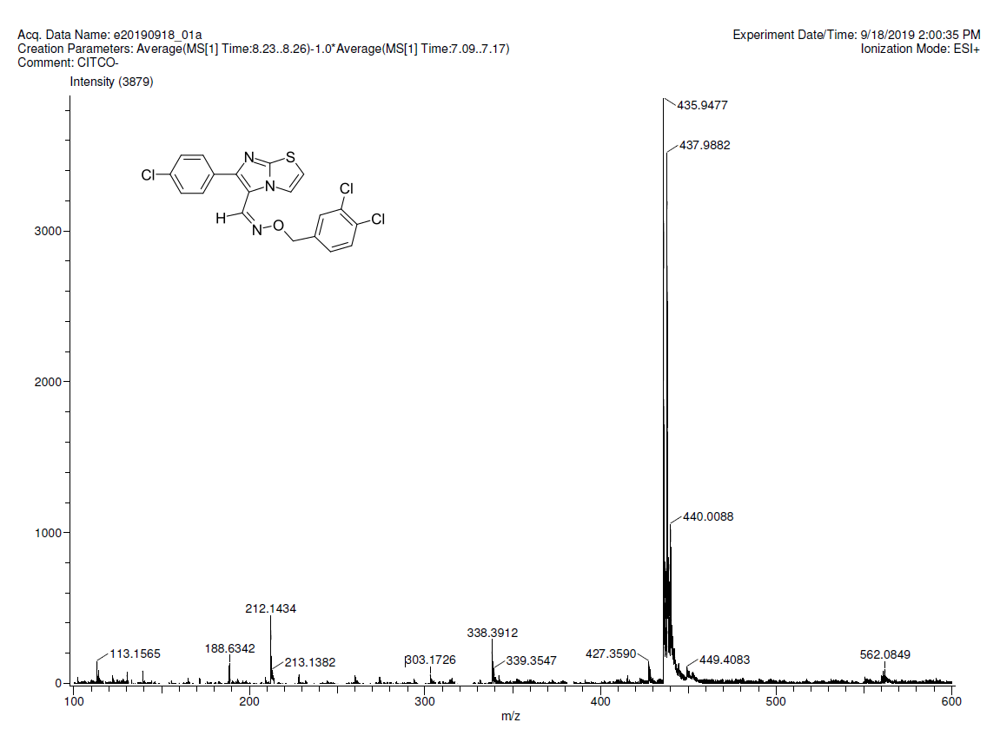 Acq. Data Name: e20190918_01a
Experiment Date/Time: 9/18/2019 2:00:35 PM
Creation Parameters: Average(MS[1] Time:8.23..8.26)-1.0*Average(MS[1] Time:7.09..7.17)
Ionization Mode: ESI+
Comment: CITCO-
Intensity (3879)
435.9477
437.9882
N
S
Cl
N
Cl
H
Cl
N
O
3000
2000
1000
440.0088
212.1434
338.3912
188.6342
113.1565
427.3590
562.0849
303.1726
339.3547
449.4083
213.1382
0
100
200
300
400
500
600
m/z